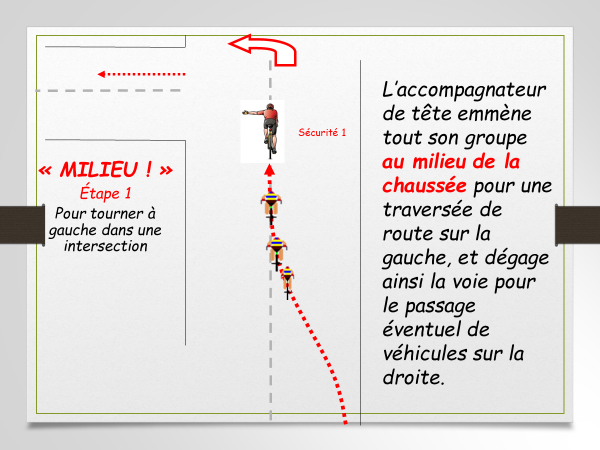 « MILIEU ! »
Étape 1
Pour tourner à
gauche dans une
intersection
Sécurité 1
L’accompagnateur
de tête emmène
tout son groupe
au milieu de la
chaussée pour une
traversée de
route sur la
gauche, et dégage
ainsi la voie pour
le passage
éventuel de
véhicules sur la
droite.